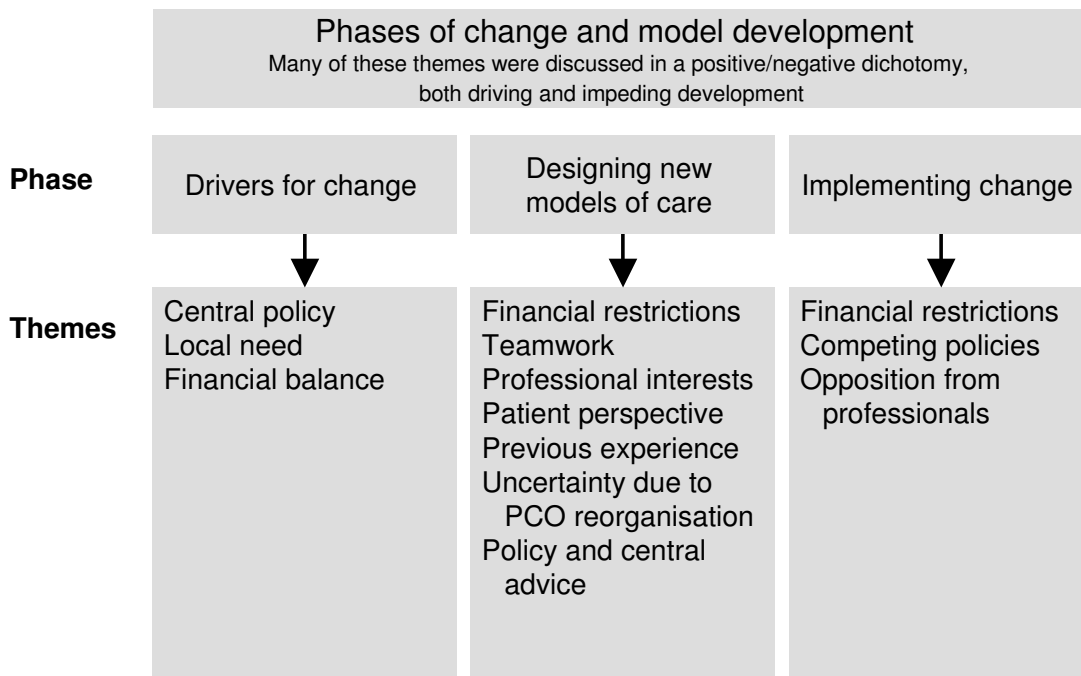 Phases of change and model development
Many of these themes were discussed in a positive/negative dichotomy,
both driving and impeding development
Phase
Drivers for change
Designing new
models of care
Implementing change
Themes
Central policy
Local need
Financial balance
Financial restrictions
Teamwork
Professional interests
Patient perspective
Previous experience
Uncertainty due to
PCO reorganisation
Policy and central
advice
Financial restrictions
Competing policies
Opposition from
professionals